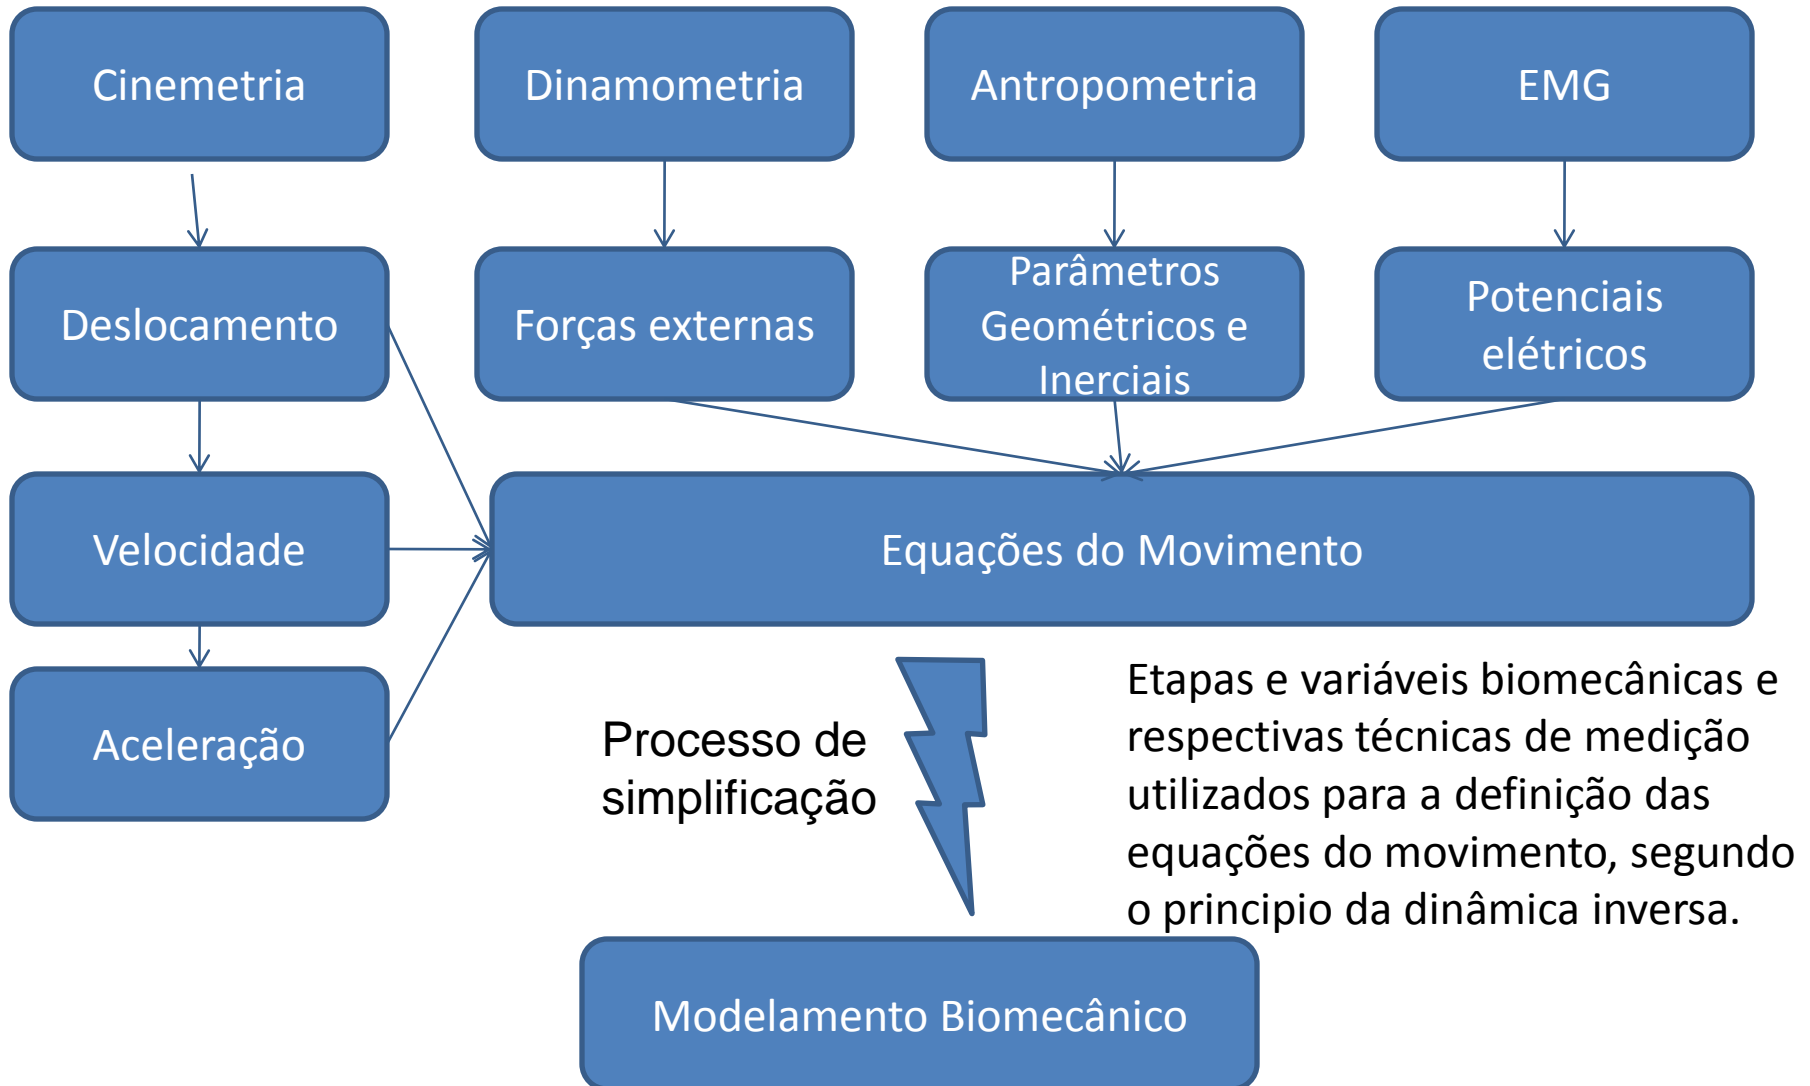 Cinemetria
Dinamometria
Antropometria
EMG
Deslocamento
Forças externas
Parâmetros
Geométricos e
Inerciais
Potenciais
elétricos
Velocidade
Equações do Movimento
Aceleração
Processo de
simplificação
Etapas e variáveis biomecânicas e
respectivas técnicas de medição
utilizados para a definição das
equações do movimento, segundo
o principio da dinâmica inversa.
Modelamento Biomecânico